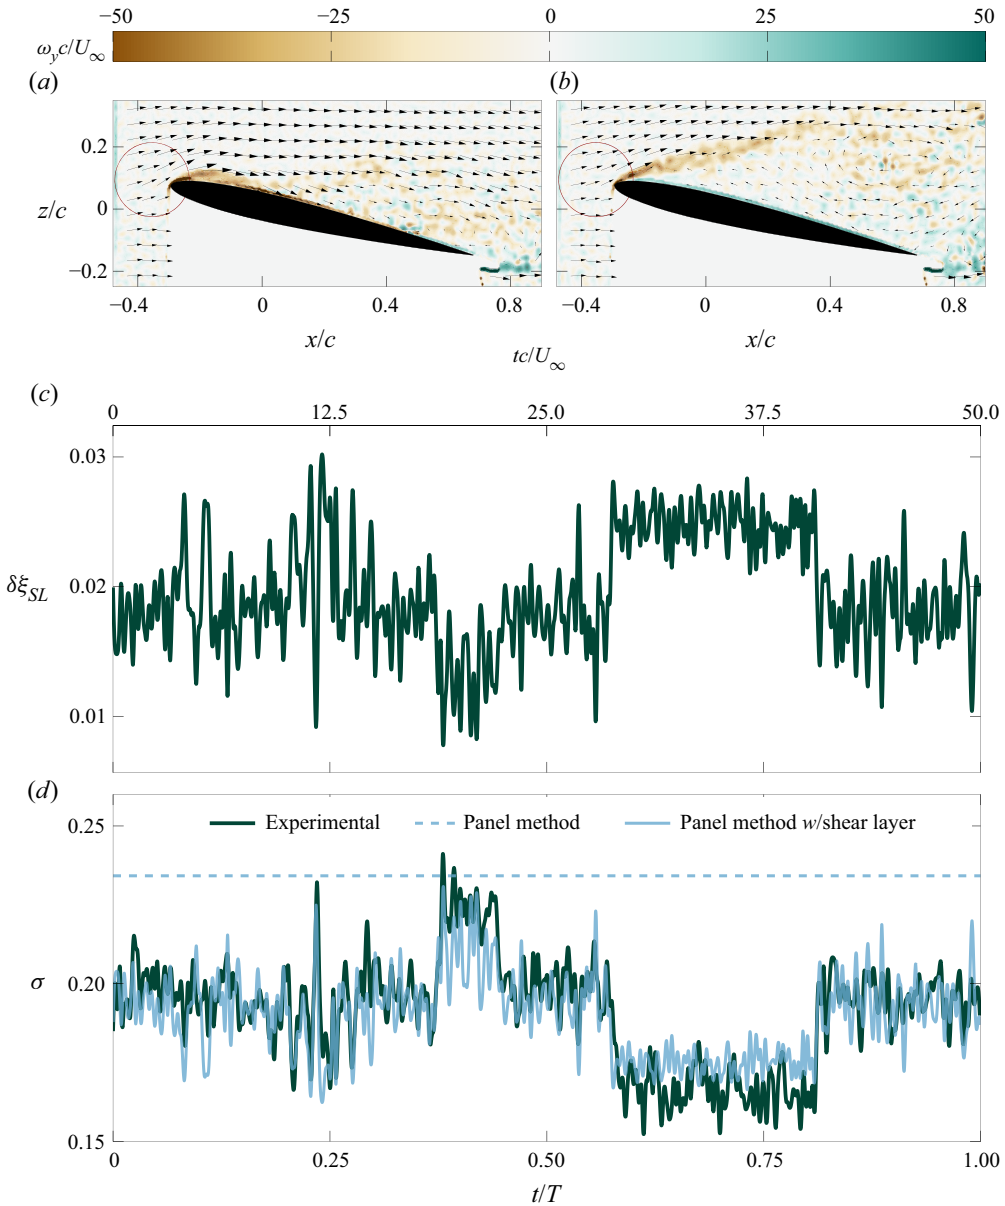 −50 −25 0 25 50
ω_y c/U_∞
(a) (b)
0.2
z/c 0
−0.2
−0.4 0 0.4 0.8 −0.4 0 0.4 0.8
x/c x/c
tc/U_∞
(c)
0 12.5 25.0 37.5 50.0
0.03
δξ_SL 0.02
0.01
(d)
0.25 Experimental Panel method Panel method w/shear layer
σ 0.20
0.15
0 0.25 0.50 0.75 1.00
t/T